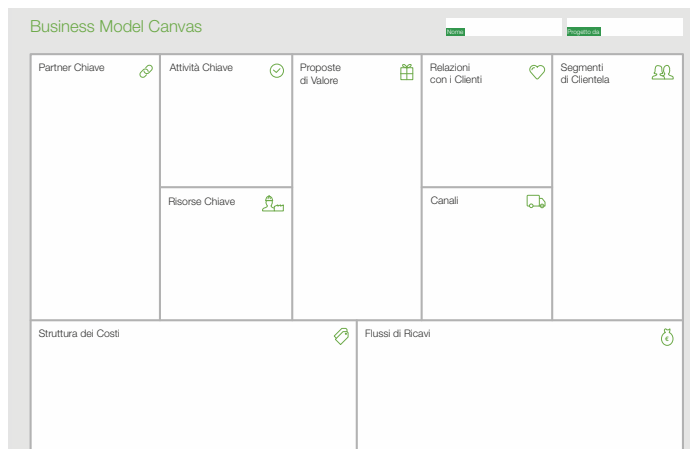 Business Model Canvas
Nome
Progetto da
Partner Chiave
Attività Chiave
Proposte
di Valore
Relazioni
con i Clienti
Segmenti
di Clientela
Risorse Chiave
Canali
Struttura dei Costi
Flussi di Ricavi
€